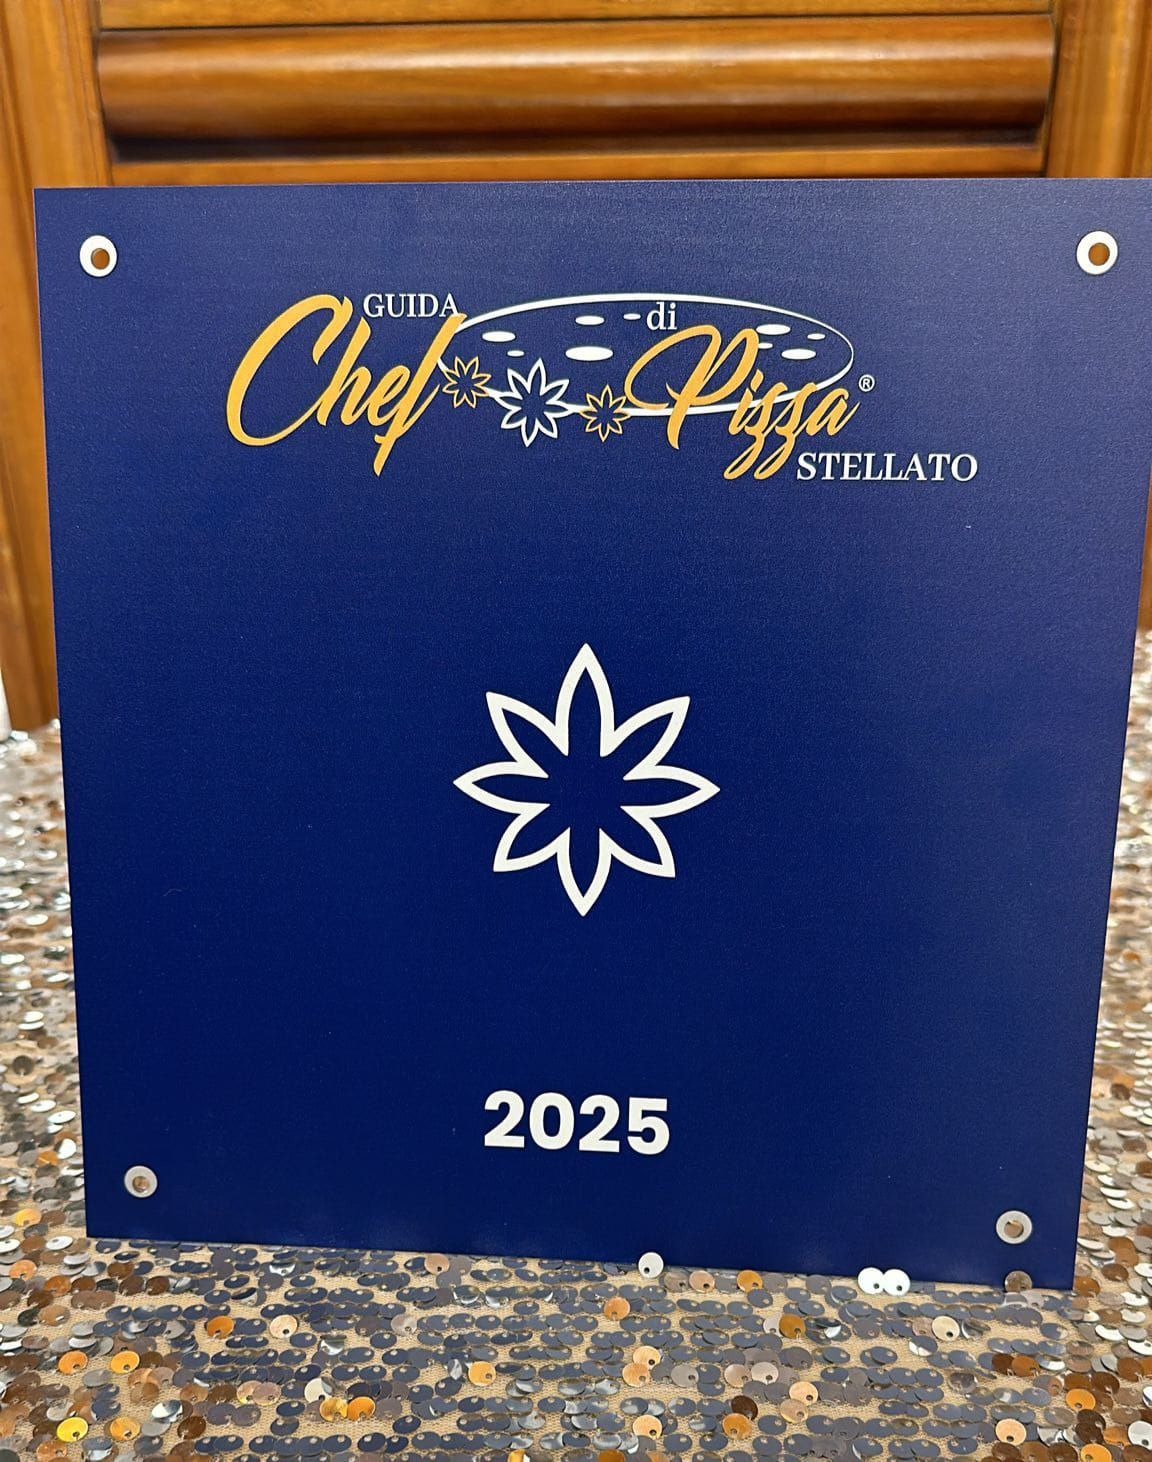 GUIDA
Chef di Pizza®
STELLATO
2025